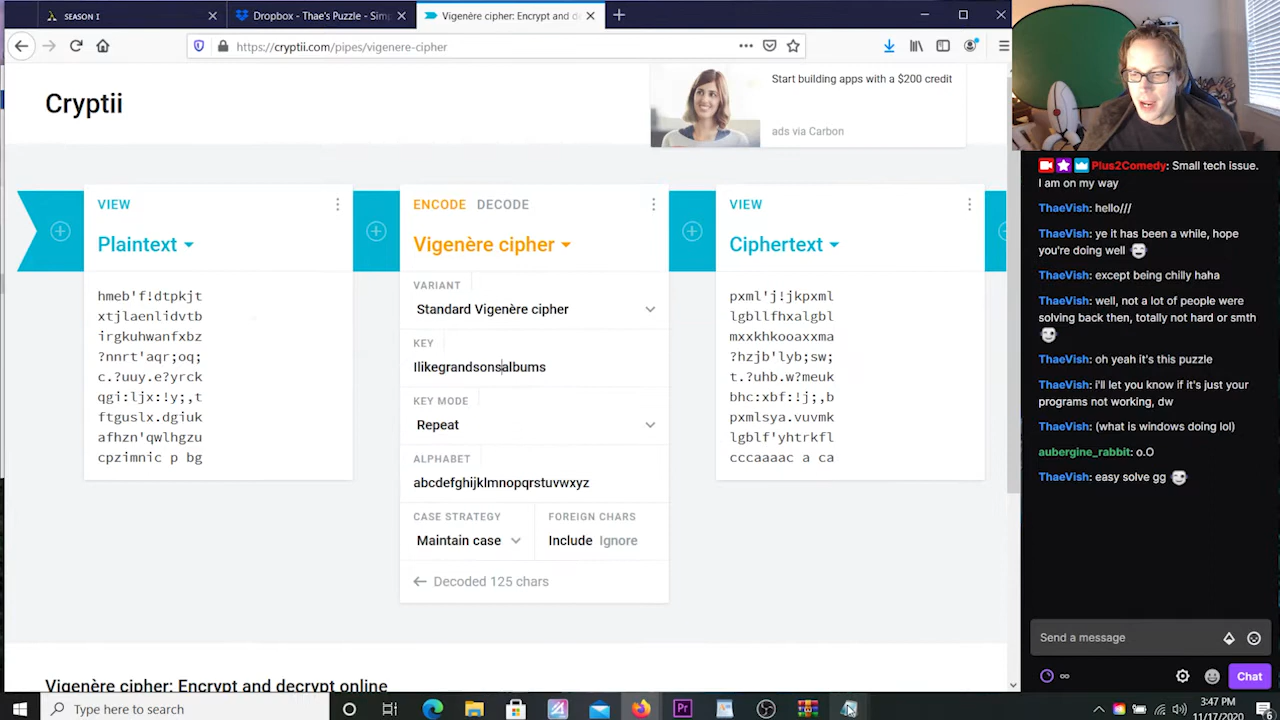 SEASON I
Dropbox - Thae's Puzzle - Simp
Vigenère cipher: Encrypt and d
https://cryptii.com/pipes/vigenere-cipher
Cryptii
Start building apps with a $200 credit
ads via Carbon
VIEW
Plaintext
hmeb'f!dtpkjt
xtjlaenlidvtb
irgkuhwanfxbz
?nnrt'aqr;oq;
c.?uuy.e?yrck
qgi:ljx:!y;,t
ftguslx.dgiuk
afhzn'qwlhgzu
cpzimnic p bg
ENCODE DECODE
Vigenère cipher
VARIANT
Standard Vigenère cipher
KEY
Ilikegrandsonsalbums
KEY MODE
Repeat
ALPHABET
abcdefghijklmnopqrstuvwxyz
CASE STRATEGY
Maintain case
FOREIGN CHARS
Include Ignore
Decoded 125 chars
VIEW
Ciphertext
pxml'j!jkpxml
lgbllfhxalgbl
mxxkhkooaxxma
?hzjb'lyb;sw;
t.?uhb.w?meuk
bhc:xbf:!j;,b
pxmlsya.vuvmk
lgblf'yhtrkfl
cccaaaac a ca
Vigenère cipher: Encrypt and decrypt online
Plus2Comedy: Small tech issue.
I am on my way
ThaeVish: hello///
ThaeVish: ye it has been a while, hope
you're doing well
ThaeVish: except being chilly haha
ThaeVish: well, not a lot of people were
solving back then, totally not hard or smth
ThaeVish: oh yeah it's this puzzle
ThaeVish: i'll let you know if it's just your
programs not working, dw
ThaeVish: (what is windows doing lol)
aubergine_rabbit: o.O
ThaeVish: easy solve gg
Send a message
Chat
Type here to search
3:47 PM
11/17/2020